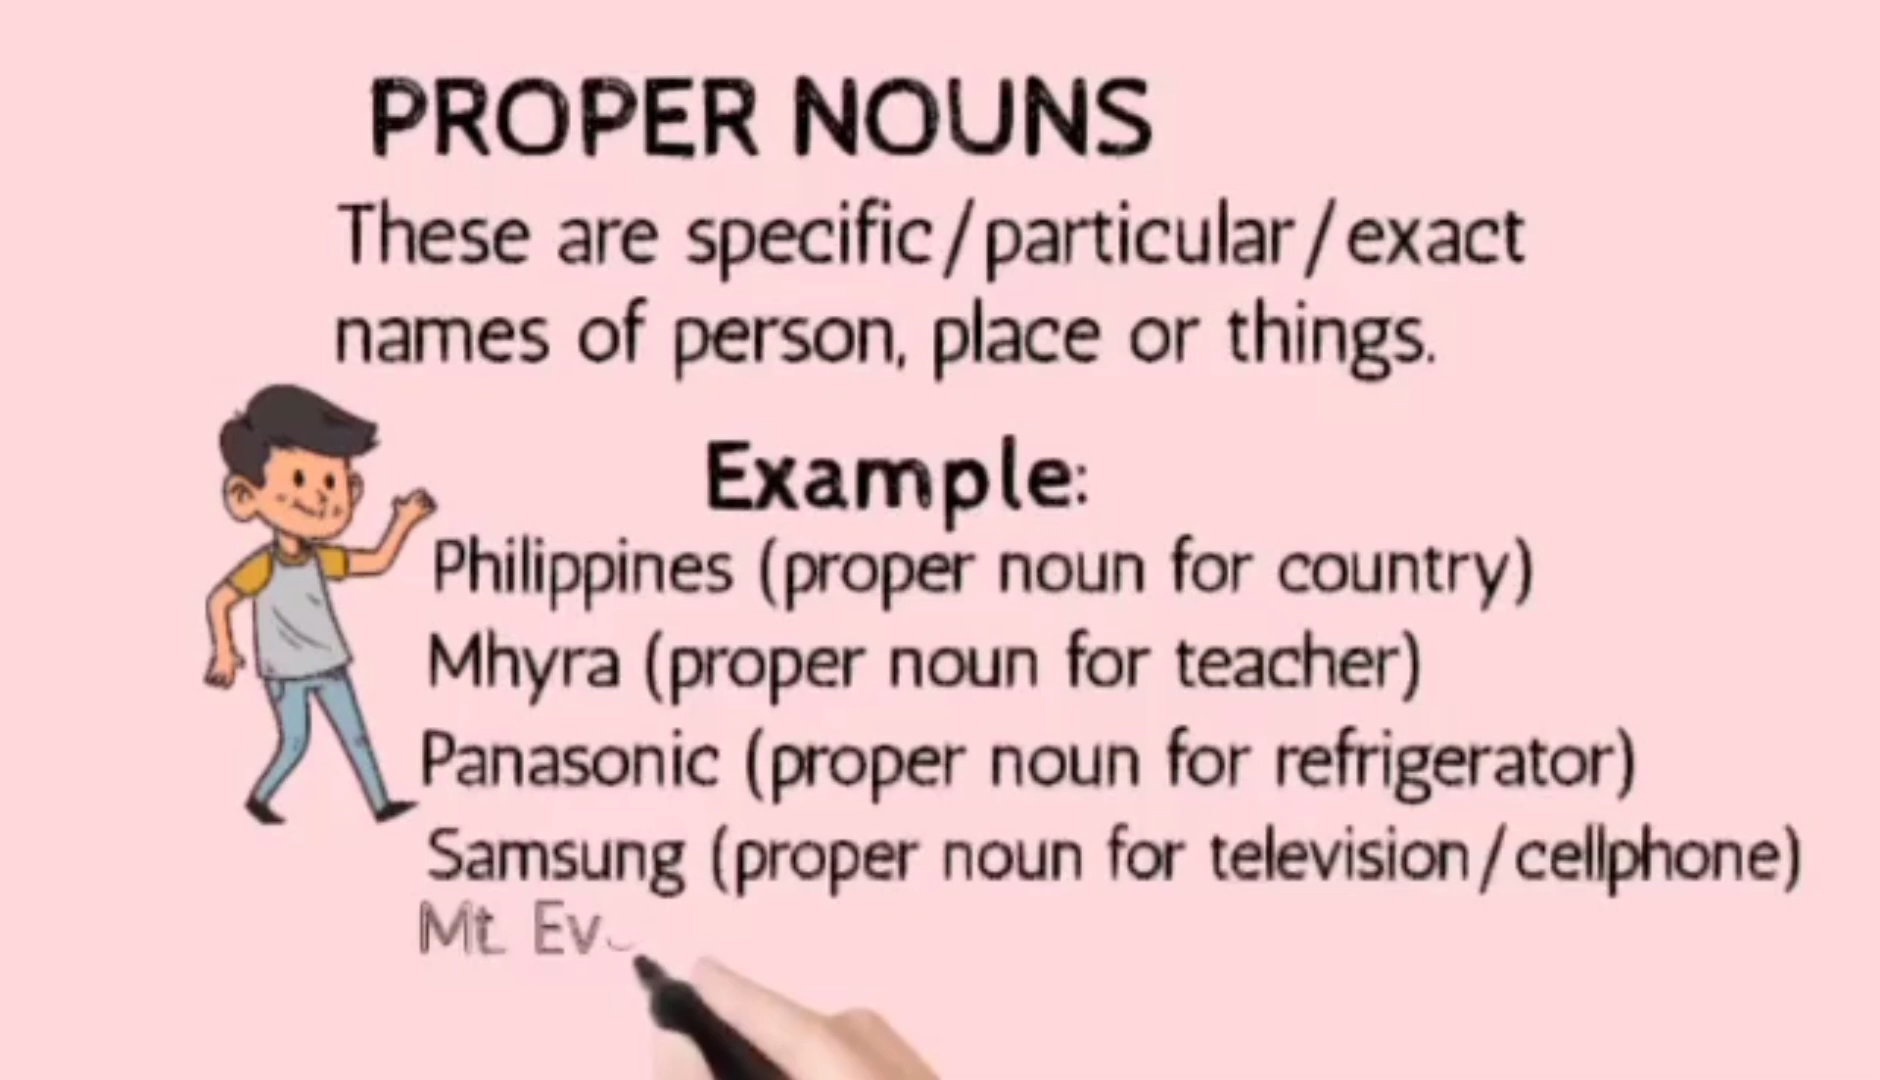 PROPER NOUNS
These are specific/particular/exact
names of person, place or things.
Example:
Philippines (proper noun for country)
Mhyra (proper noun for teacher)
Panasonic (proper noun for refrigerator)
Samsung (proper noun for television/cellphone)
Mt. Ev